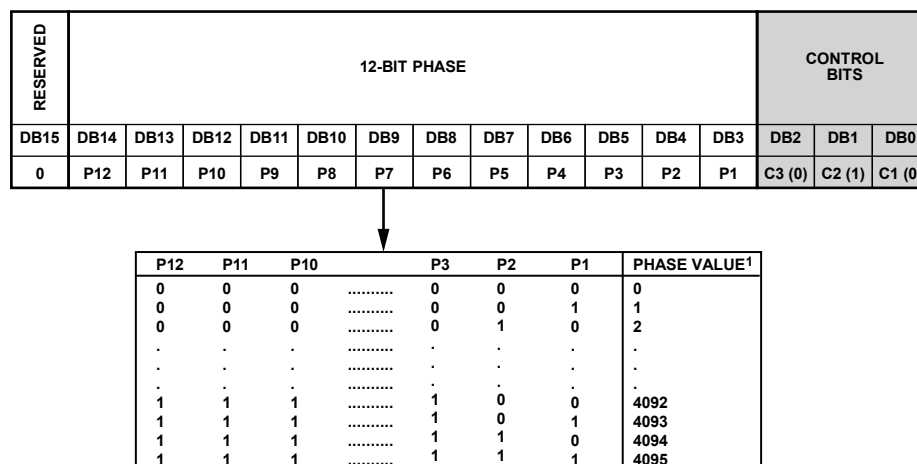 RESERVED
12-BIT PHASE
CONTROL
BITS
DB15 DB14 DB13 DB12 DB11 DB10 DB9 DB8 DB7 DB6 DB5 DB4 DB3 DB2 DB1 DB0
0 P12 P11 P10 P9 P8 P7 P6 P5 P4 P3 P2 P1 C3 (0) C2 (1) C1 (0
P12 P11 P10 P3 P2 P1 PHASE VALUE1
0 0 0 .......... 0 0 0 0
0 0 0 .......... 0 0 1 1
0 0 0 .......... 0 1 0 2
. . . .......... . . . .
. . . .......... . . . .
. . . .......... . . . .
1 1 1 .......... 1 0 0 4092
1 1 1 .......... 1 0 1 4093
1 1 1 .......... 1 1 0 4094
1 1 1 .......... 1 1 1 4095